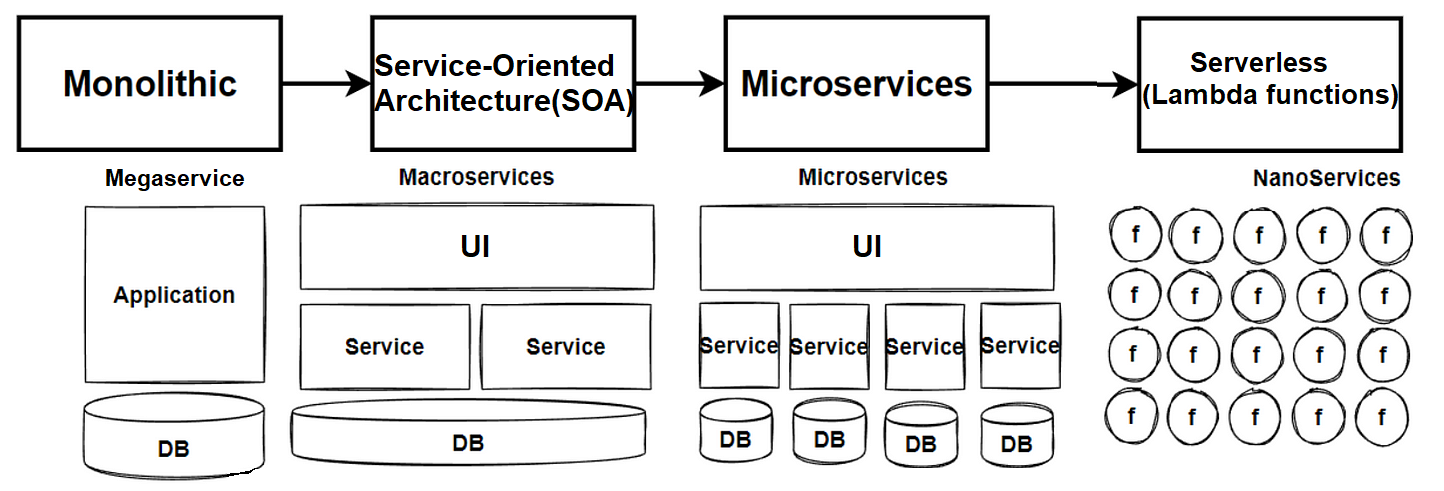 Monolithic
Service-Oriented
Architecture(SOA)
Microservices
Serverless
(Lambda functions)
Megaservice
Macroservices
Microservices
NanoServices
Application
DB
UI
Service Service
DB
UI
Service Service Service Service
DB DB DB DB
f f f f f
f f f f f
f f f f f
f f f f f